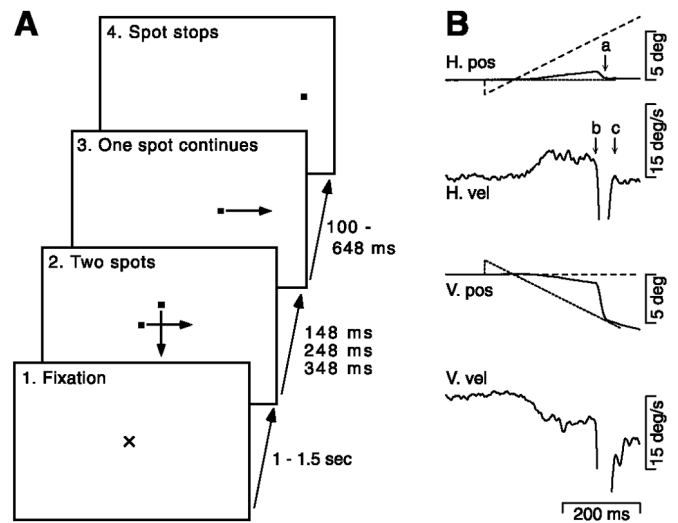 A
4. Spot stops
3. One spot continues
100 -
648 ms
2. Two spots
148 ms
248 ms
348 ms
1. Fixation
1 - 1.5 sec
B
H. pos
a
5 deg
b
c
H. vel
15 deg/s
V. pos
5 deg
V. vel
15 deg/s
200 ms